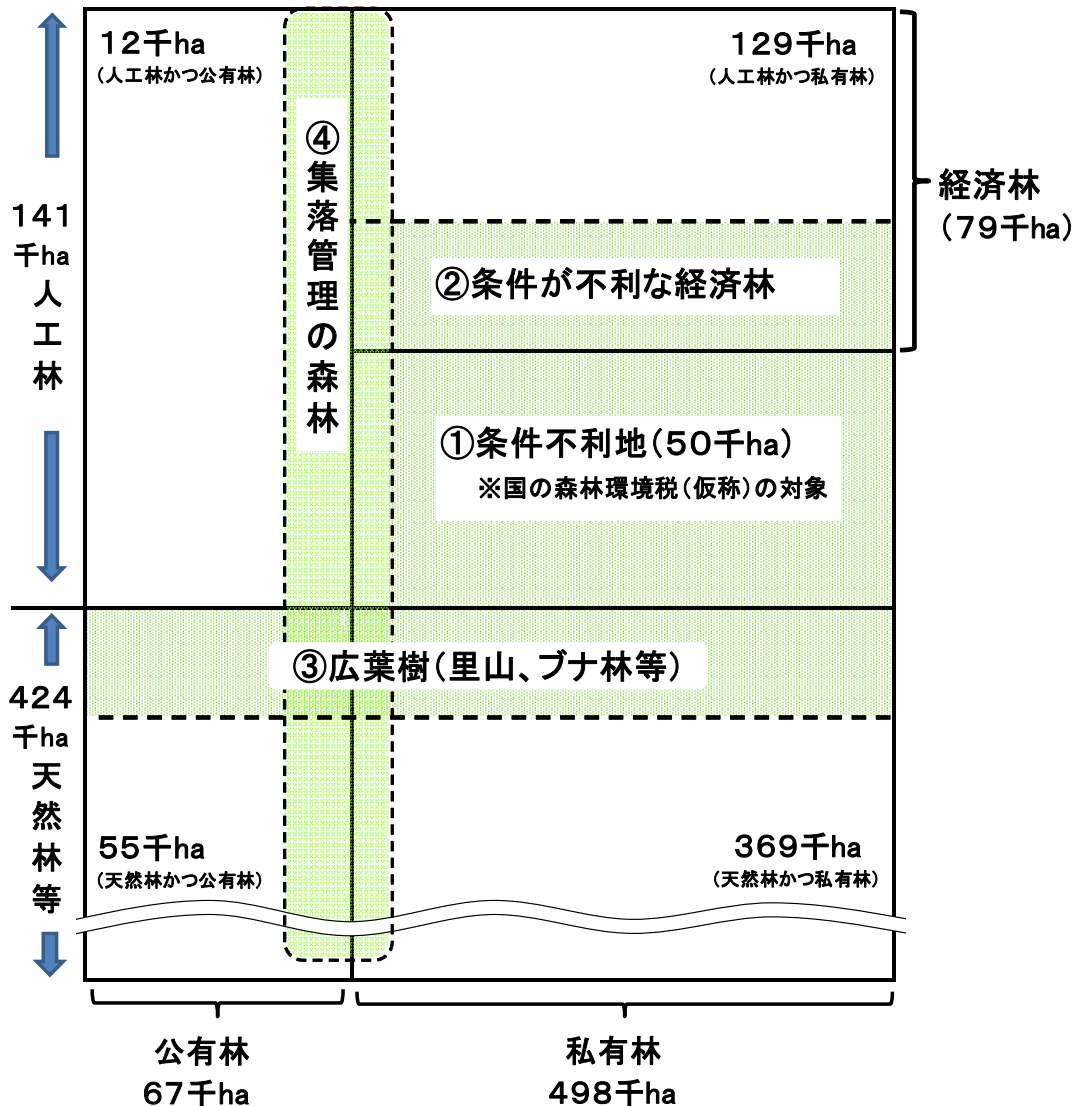 12千ha
（人工林かつ公有林）
129千ha
（人工林かつ私有林）
④集落管理の森林
経済林
（79千ha）
141
千ha
人工林
②条件が不利な経済林
①条件不利地（50千ha）
※国の森林環境税（仮称）の対象
③広葉樹（里山、ブナ林等）
424
千ha
天然林等
55千ha
（天然林かつ公有林）
369千ha
（天然林かつ私有林）
公有林
67千ha
私有林
498千ha